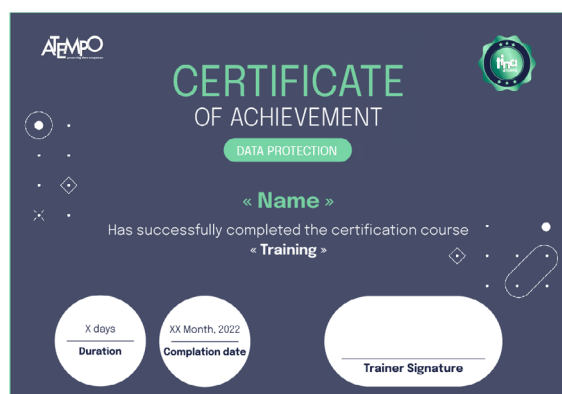 ATEMPO
CERTIFICATE
OF ACHIEVEMENT
DATA PROTECTION
« Name »
Has successfully completed the certification course
« Training »
X days
Duration
XX Month, 2022
Complation date
Trainer Signature
tina